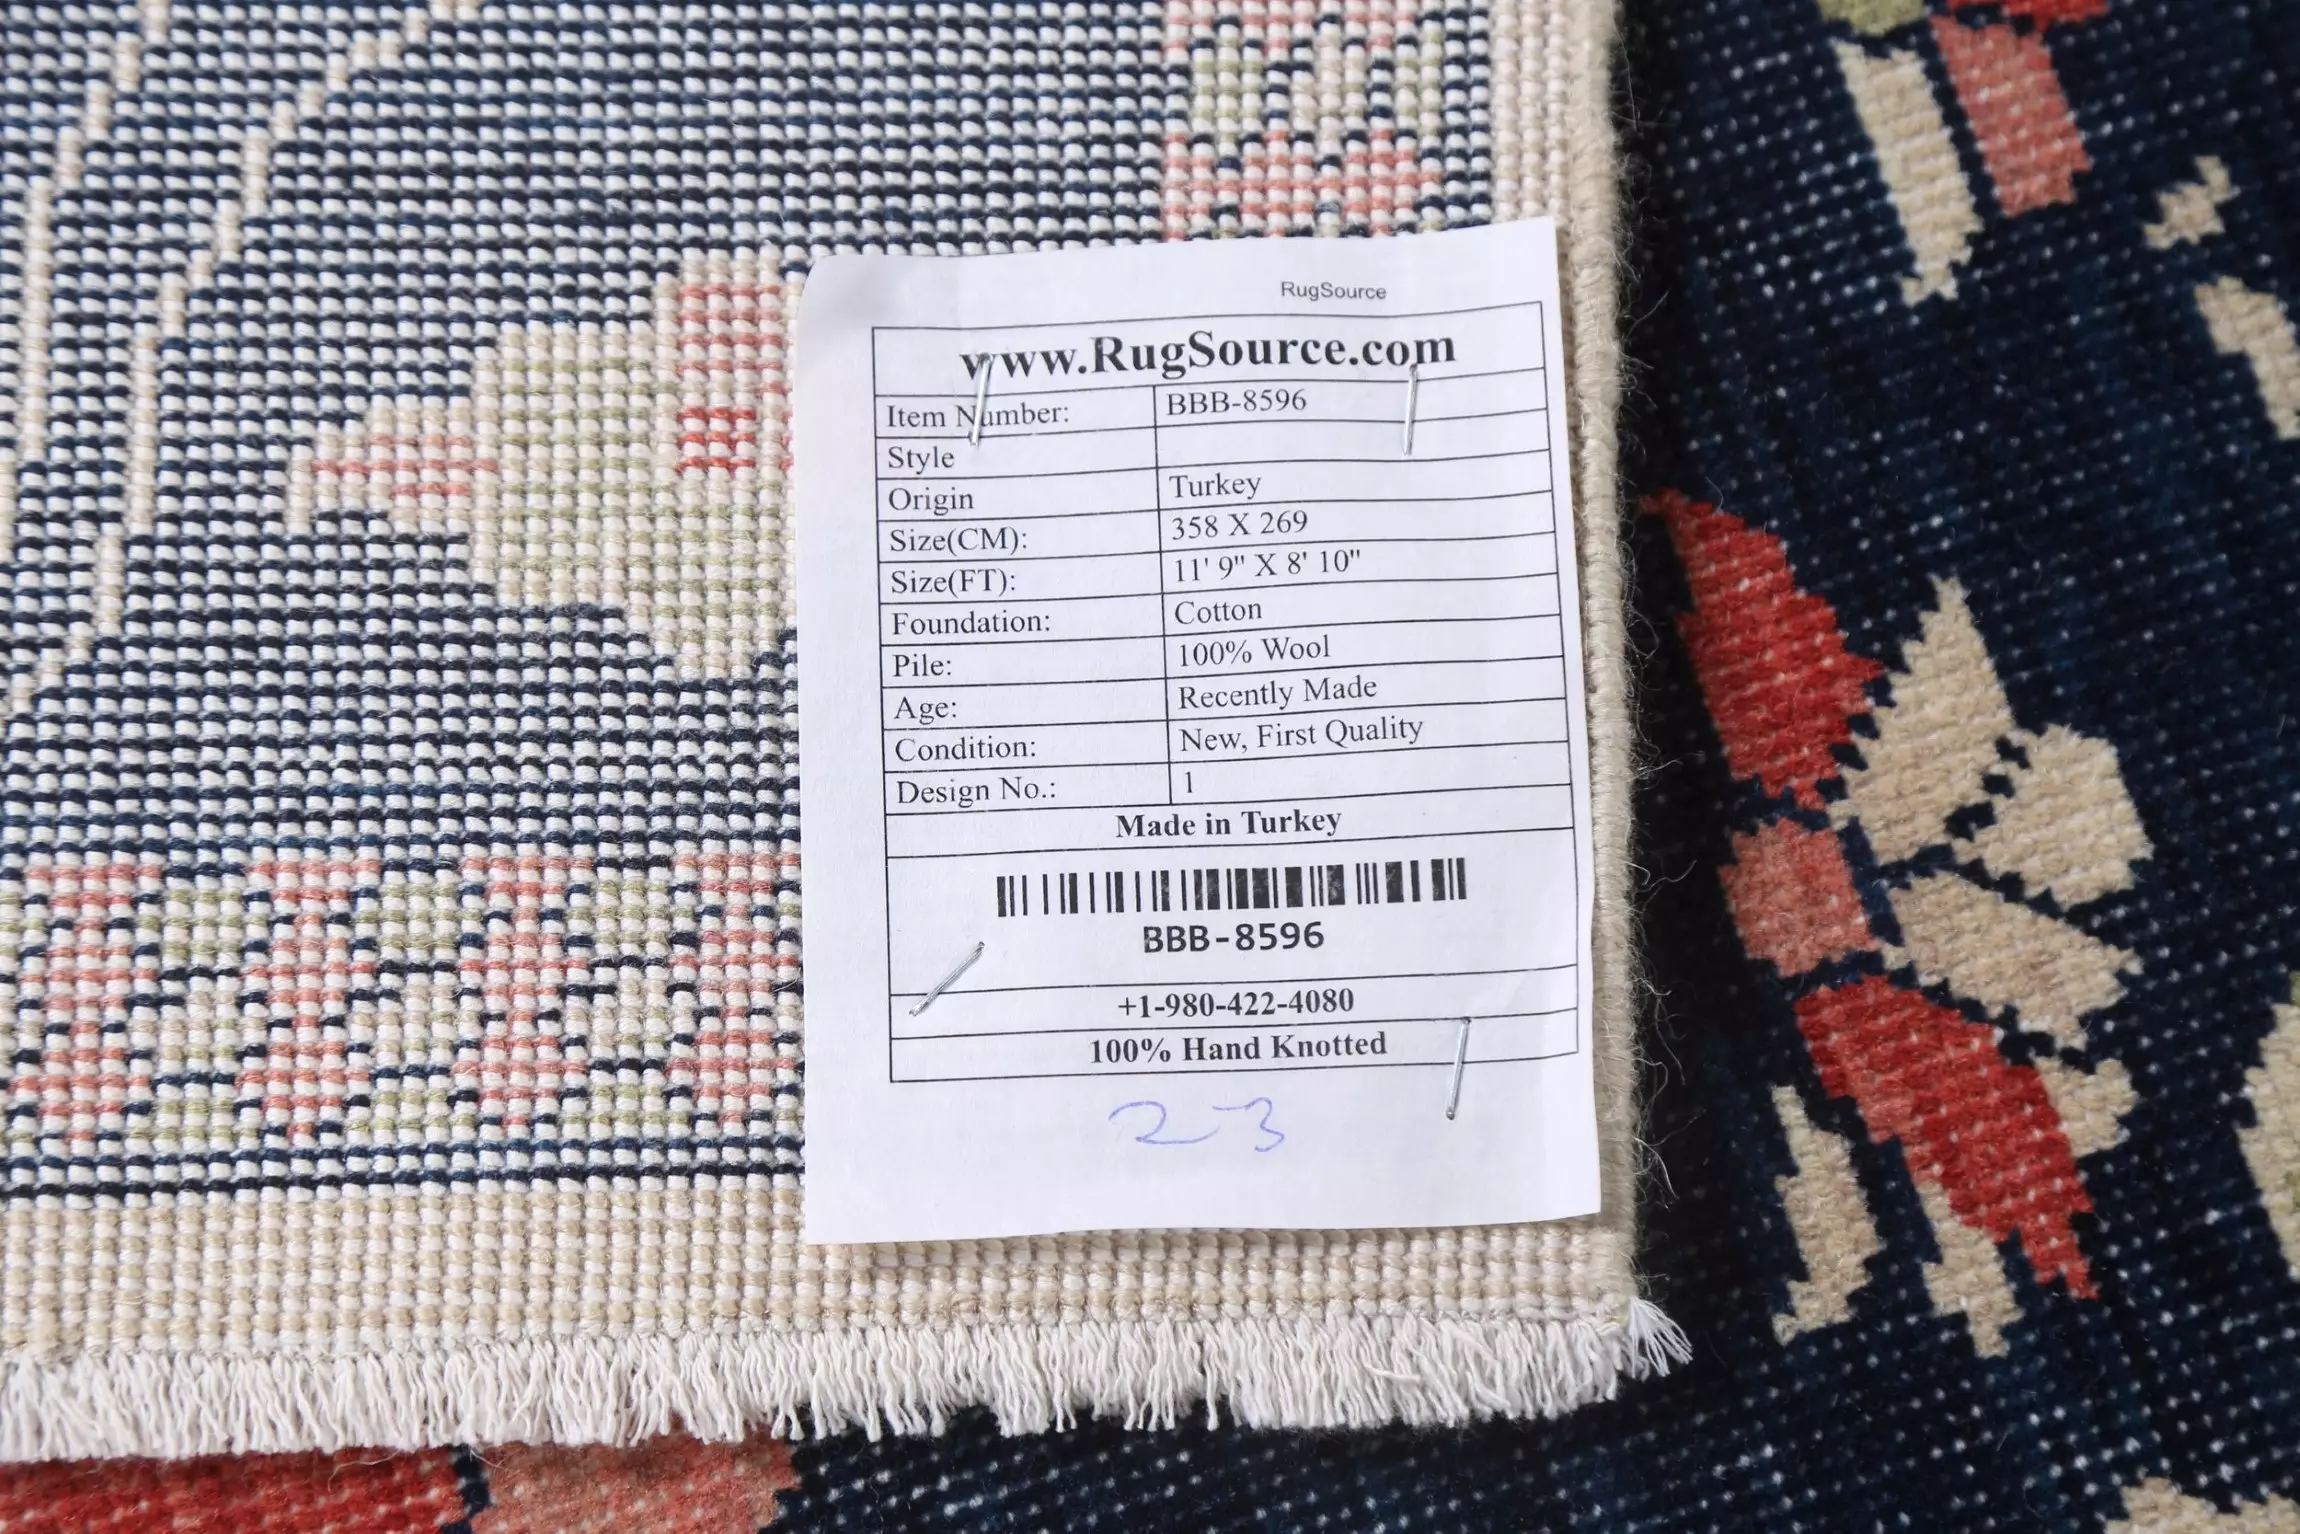 RugSource
www.RugSource.com
Item Number: BBB-8596
Style
Origin Turkey
Size(CM): 358 X 269
Size(FT): 11' 9" X 8' 10"
Foundation: Cotton
Pile: 100% Wool
Age: Recently Made
Condition: New, First Quality
Design No.: 1
Made in Turkey
BBB-8596
+1-980-422-4080
100% Hand Knotted
23